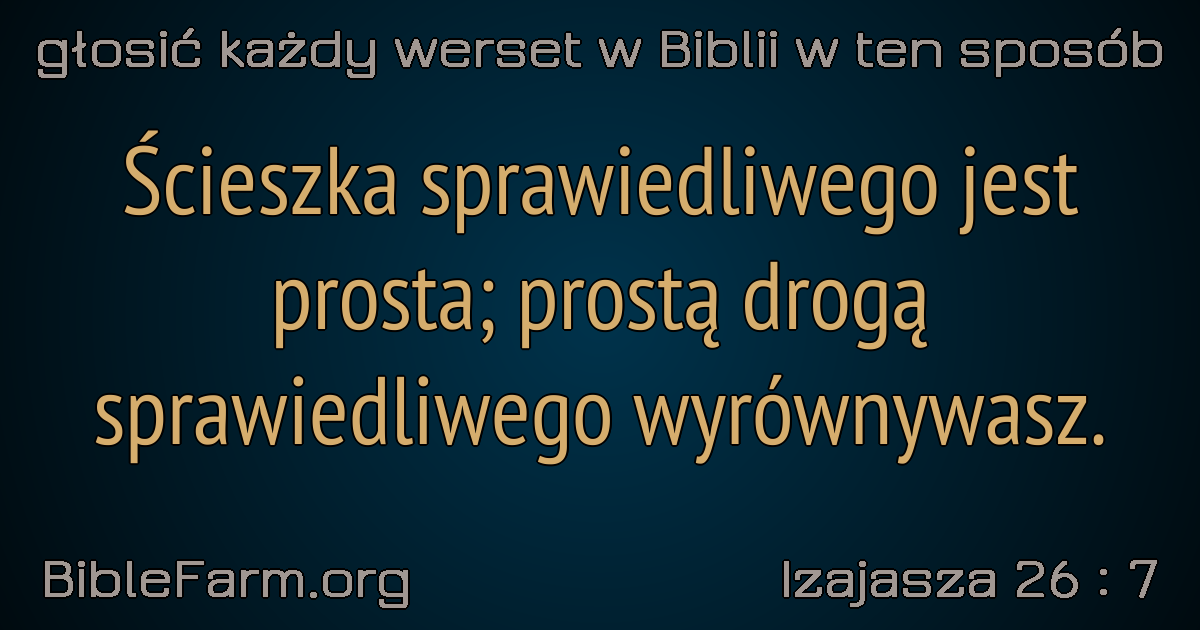 głosić każdy werset w Biblii w ten sposób
Ścieszka sprawiedliwego jest
prosta; prostą drogą
sprawiedliwego wyrównywasz.
BibleFarm.org
Izajasza 26 : 7